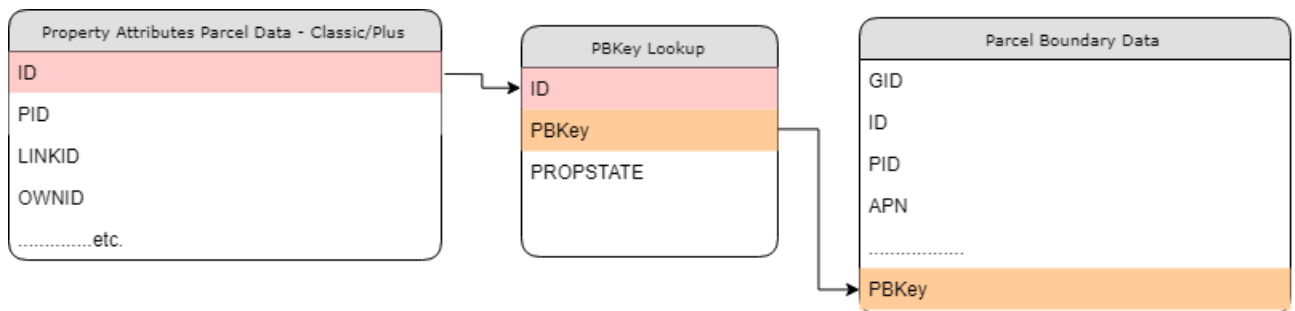 Property Attributes Parcel Data - Classic/Plus
ID
PID
LINKID
OWNID
..............etc.
PBKey Lookup
ID
PBKey
PROPSTATE
Parcel Boundary Data
GID
ID
PID
APN
..................
PBKey